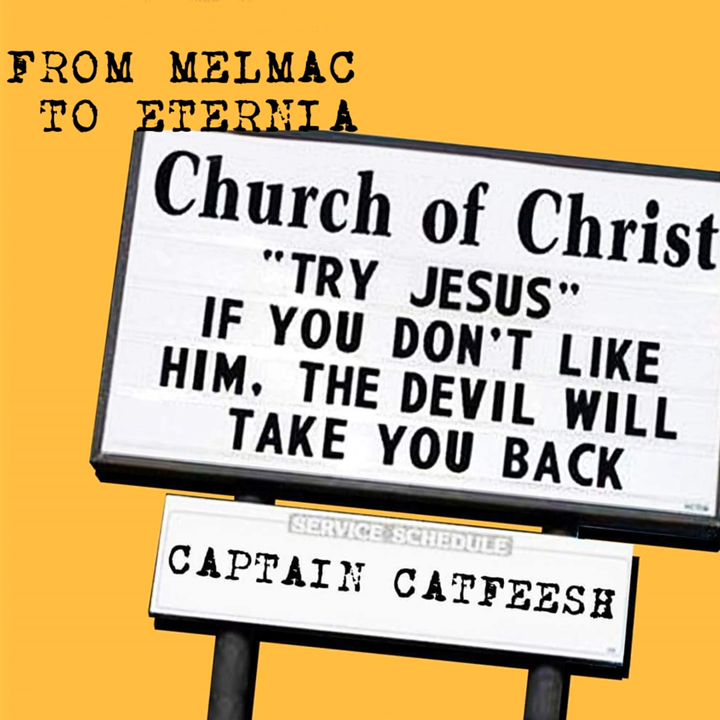 FROM MELMAC
TO ETERNIA
Church of Christ
"TRY JESUS"
IF YOU DON'T LIKE
HIM. THE DEVIL WILL
TAKE YOU BACK
SERVICE SCHEDULE
CAPTAIN CATFEESH